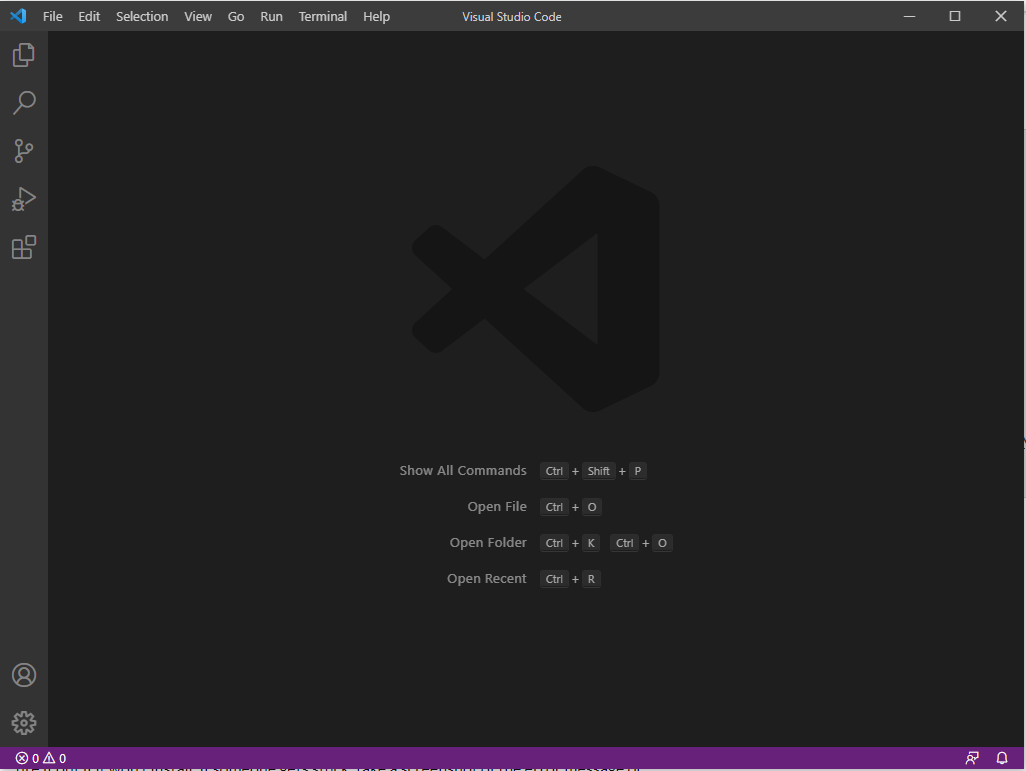 File Edit Selection View Go Run Terminal Help Visual Studio Code
Show All Commands Ctrl + Shift + P
Open File Ctrl + O
Open Folder Ctrl + K Ctrl + O
Open Recent Ctrl + R
0 0